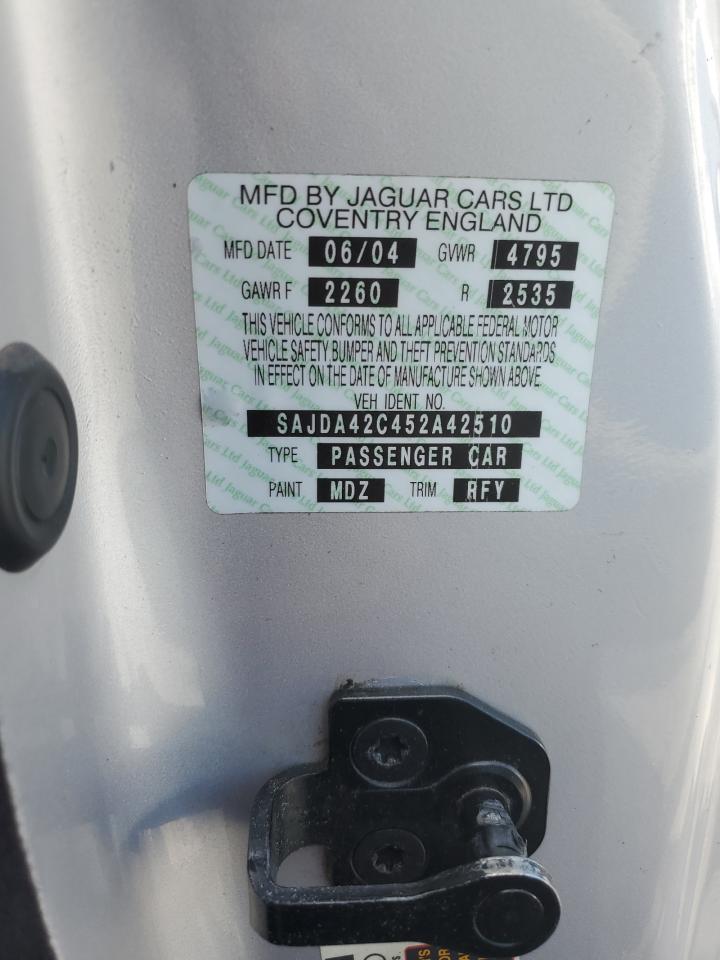 MFD BY JAGUAR CARS LTD
COVENTRY ENGLAND
MFD DATE 06/04 GVWR 4795
GAWR F 2260 R 2535
THIS VEHICLE CONFORMS TO ALL APPLICABLE FEDERAL MOTOR
VEHICLE SAFETY BUMPER AND THEFT PREVENTION STANDARDS
IN EFFECT ON THE DATE OF MANUFACTURE SHOWN ABOVE.
VEH IDENT NO.
SAJDA42C452A42510
TYPE PASSENGER CAR
PAINT MDZ TRIM RFY